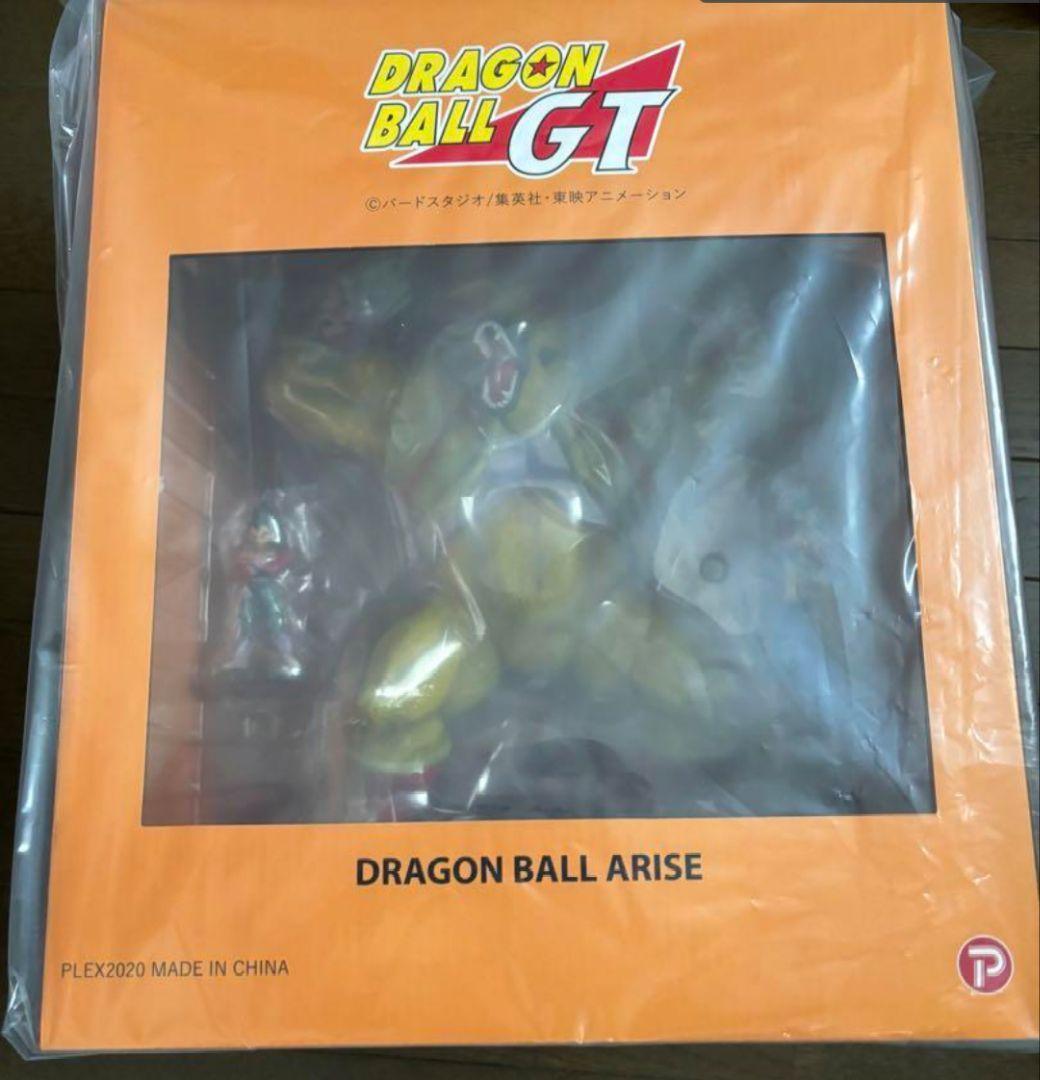 DRAGON
BALL GT
©バードスタジオ/集英社・東映アニメーション
DRAGON BALL ARISE
PLEX2020 MADE IN CHINA
P